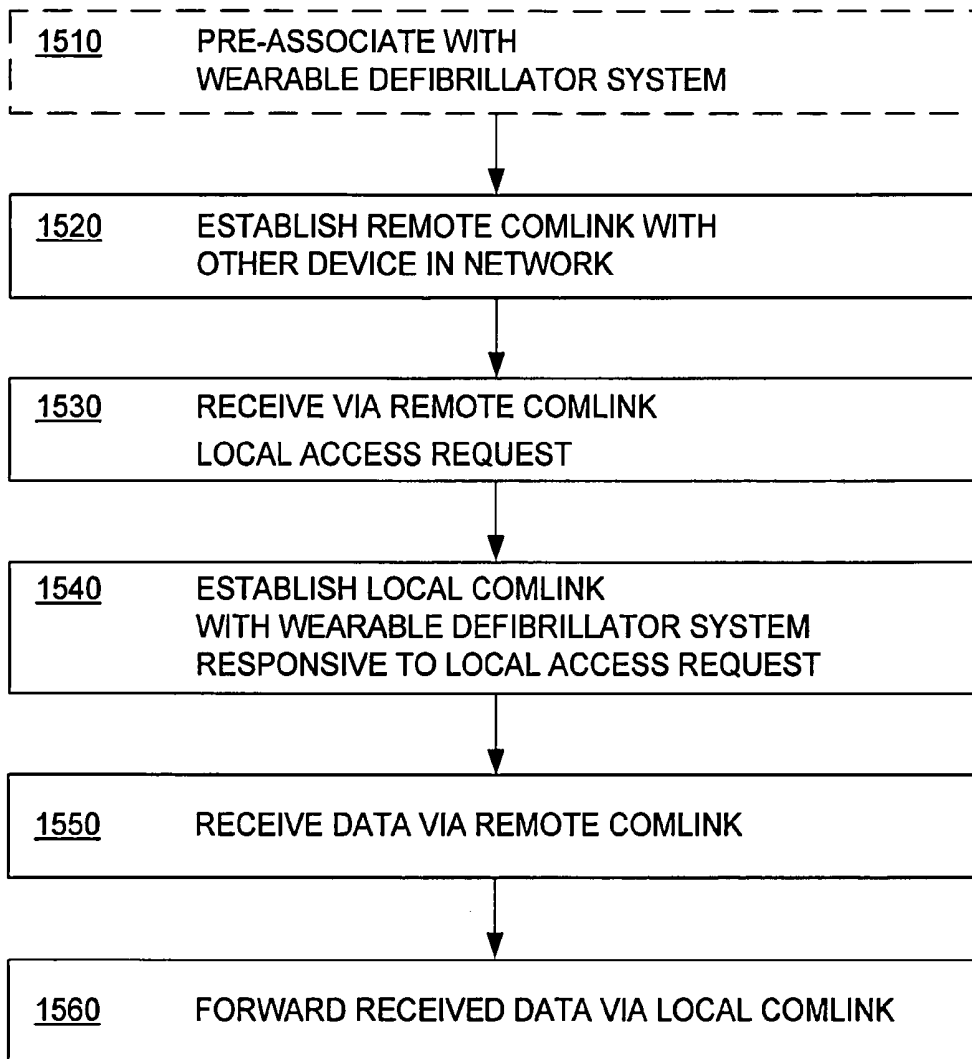 1510 PRE-ASSOCIATE WITH
WEARABLE DEFIBRILLATOR SYSTEM
1520 ESTABLISH REMOTE COMLINK WITH
OTHER DEVICE IN NETWORK
1530 RECEIVE VIA REMOTE COMLINK
LOCAL ACCESS REQUEST
1540 ESTABLISH LOCAL COMLINK
WITH WEARABLE DEFIBRILLATOR SYSTEM
RESPONSIVE TO LOCAL ACCESS REQUEST
1550 RECEIVE DATA VIA REMOTE COMLINK
1560 FORWARD RECEIVED DATA VIA LOCAL COMLINK